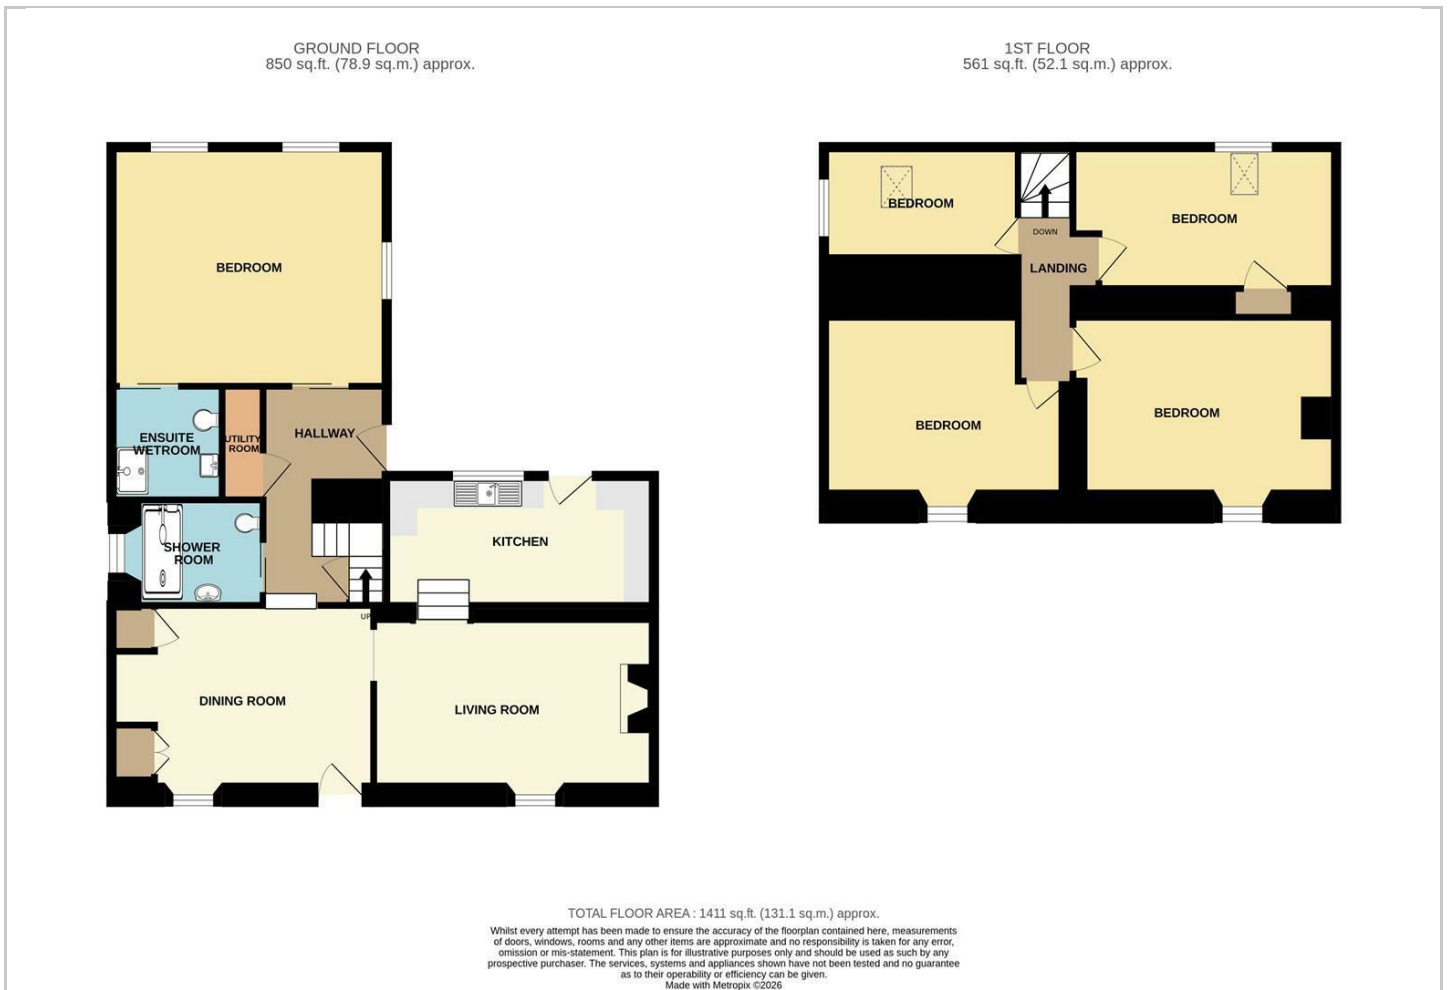 GROUND FLOOR
850 sq.ft. (78.9 sq.m.) approx.
1ST FLOOR
561 sq.ft. (52.1 sq.m.) approx.
BEDROOM
ENSUITE
WETROOM
UTILITY
ROOM
HALLWAY
SHOWER
ROOM
KITCHEN
UP
DINING ROOM
LIVING ROOM
BEDROOM
DOWN
BEDROOM
LANDING
BEDROOM
BEDROOM
TOTAL FLOOR AREA : 1411 sq.ft. (131.1 sq.m.) approx.
Whilst every attempt has been made to ensure the accuracy of the floorplan contained here, measurements
of doors, windows, rooms and any other items are approximate and no responsibility is taken for any error,
omission or mis-statement. This plan is for illustrative purposes only and should be used as such by any
prospective purchaser. The services, systems and appliances shown have not been tested and no guarantee
as to their operability or efficiency can be given.
Made with Metropix ©2026